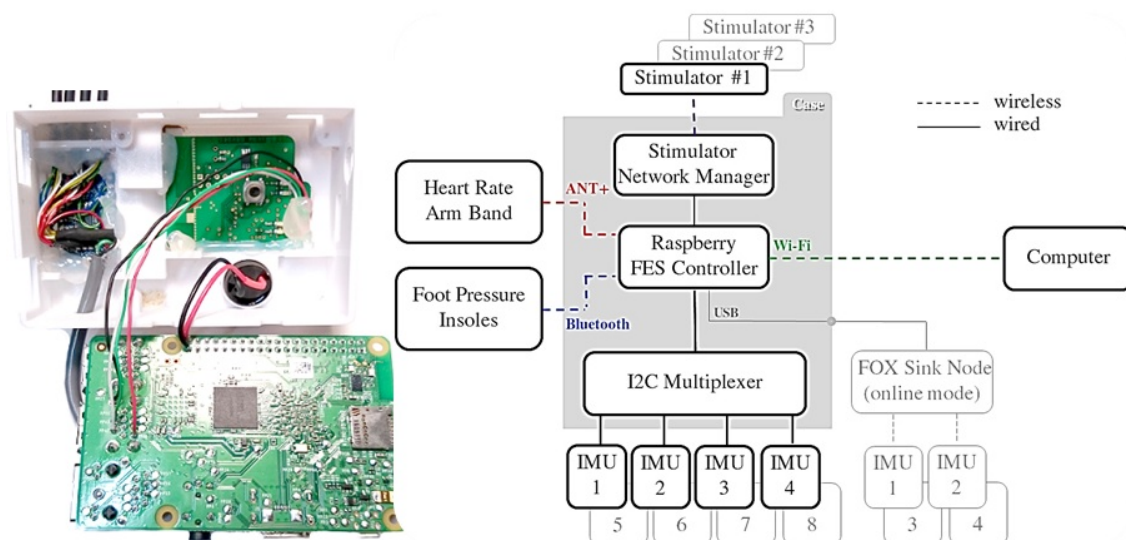 Stimulator #3
Stimulator #2
Stimulator #1
Case
wireless
wired
Stimulator
Network Manager
Heart Rate
Arm Band
ANT+
Raspberry
FES Controller
Wi-Fi
Computer
Foot Pressure
Insoles
Bluetooth
USB
I2C Multiplexer
FOX Sink Node
(online mode)
IMU
1
IMU
2
IMU
3
IMU
4
5
6
7
8
IMU
1
IMU
2
3
4